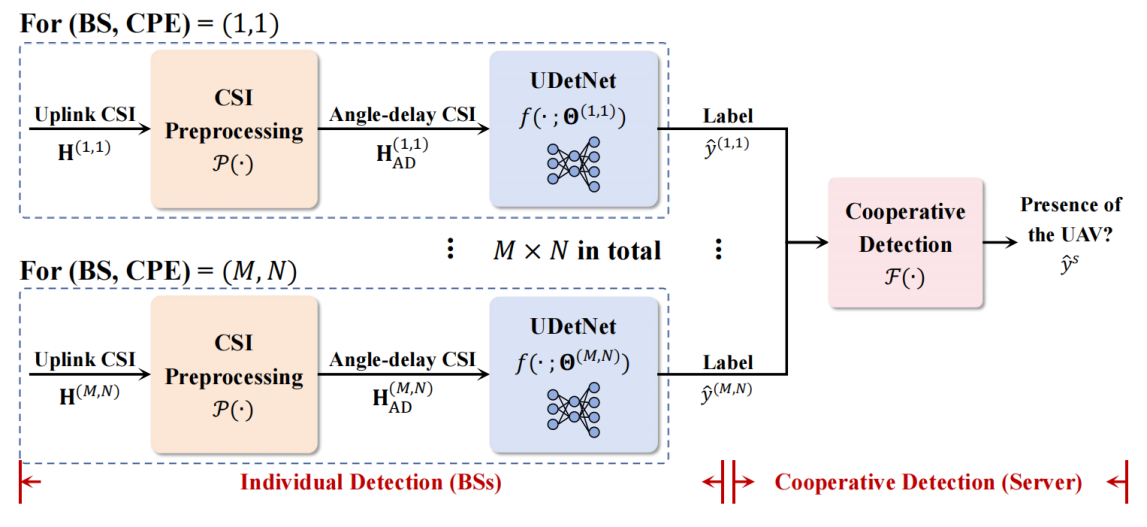 For (BS, CPE) = (1,1)
Uplink CSI
H^(1,1)
CSI
Preprocessing
𝒫(·)
Angle-delay CSI
H_AD^(1,1)
UDetNet
f(· ; Θ^(1,1))
Label
ŷ^(1,1)
⋮ M × N in total ⋮
Cooperative
Detection
ℱ(·)
Presence of
the UAV?
ŷ^s
For (BS, CPE) = (M, N)
Uplink CSI
H^(M,N)
CSI
Preprocessing
𝒫(·)
Angle-delay CSI
H_AD^(M,N)
UDetNet
f(· ; Θ^(M,N))
Label
ŷ^(M,N)
Individual Detection (BSs)
Cooperative Detection (Server)